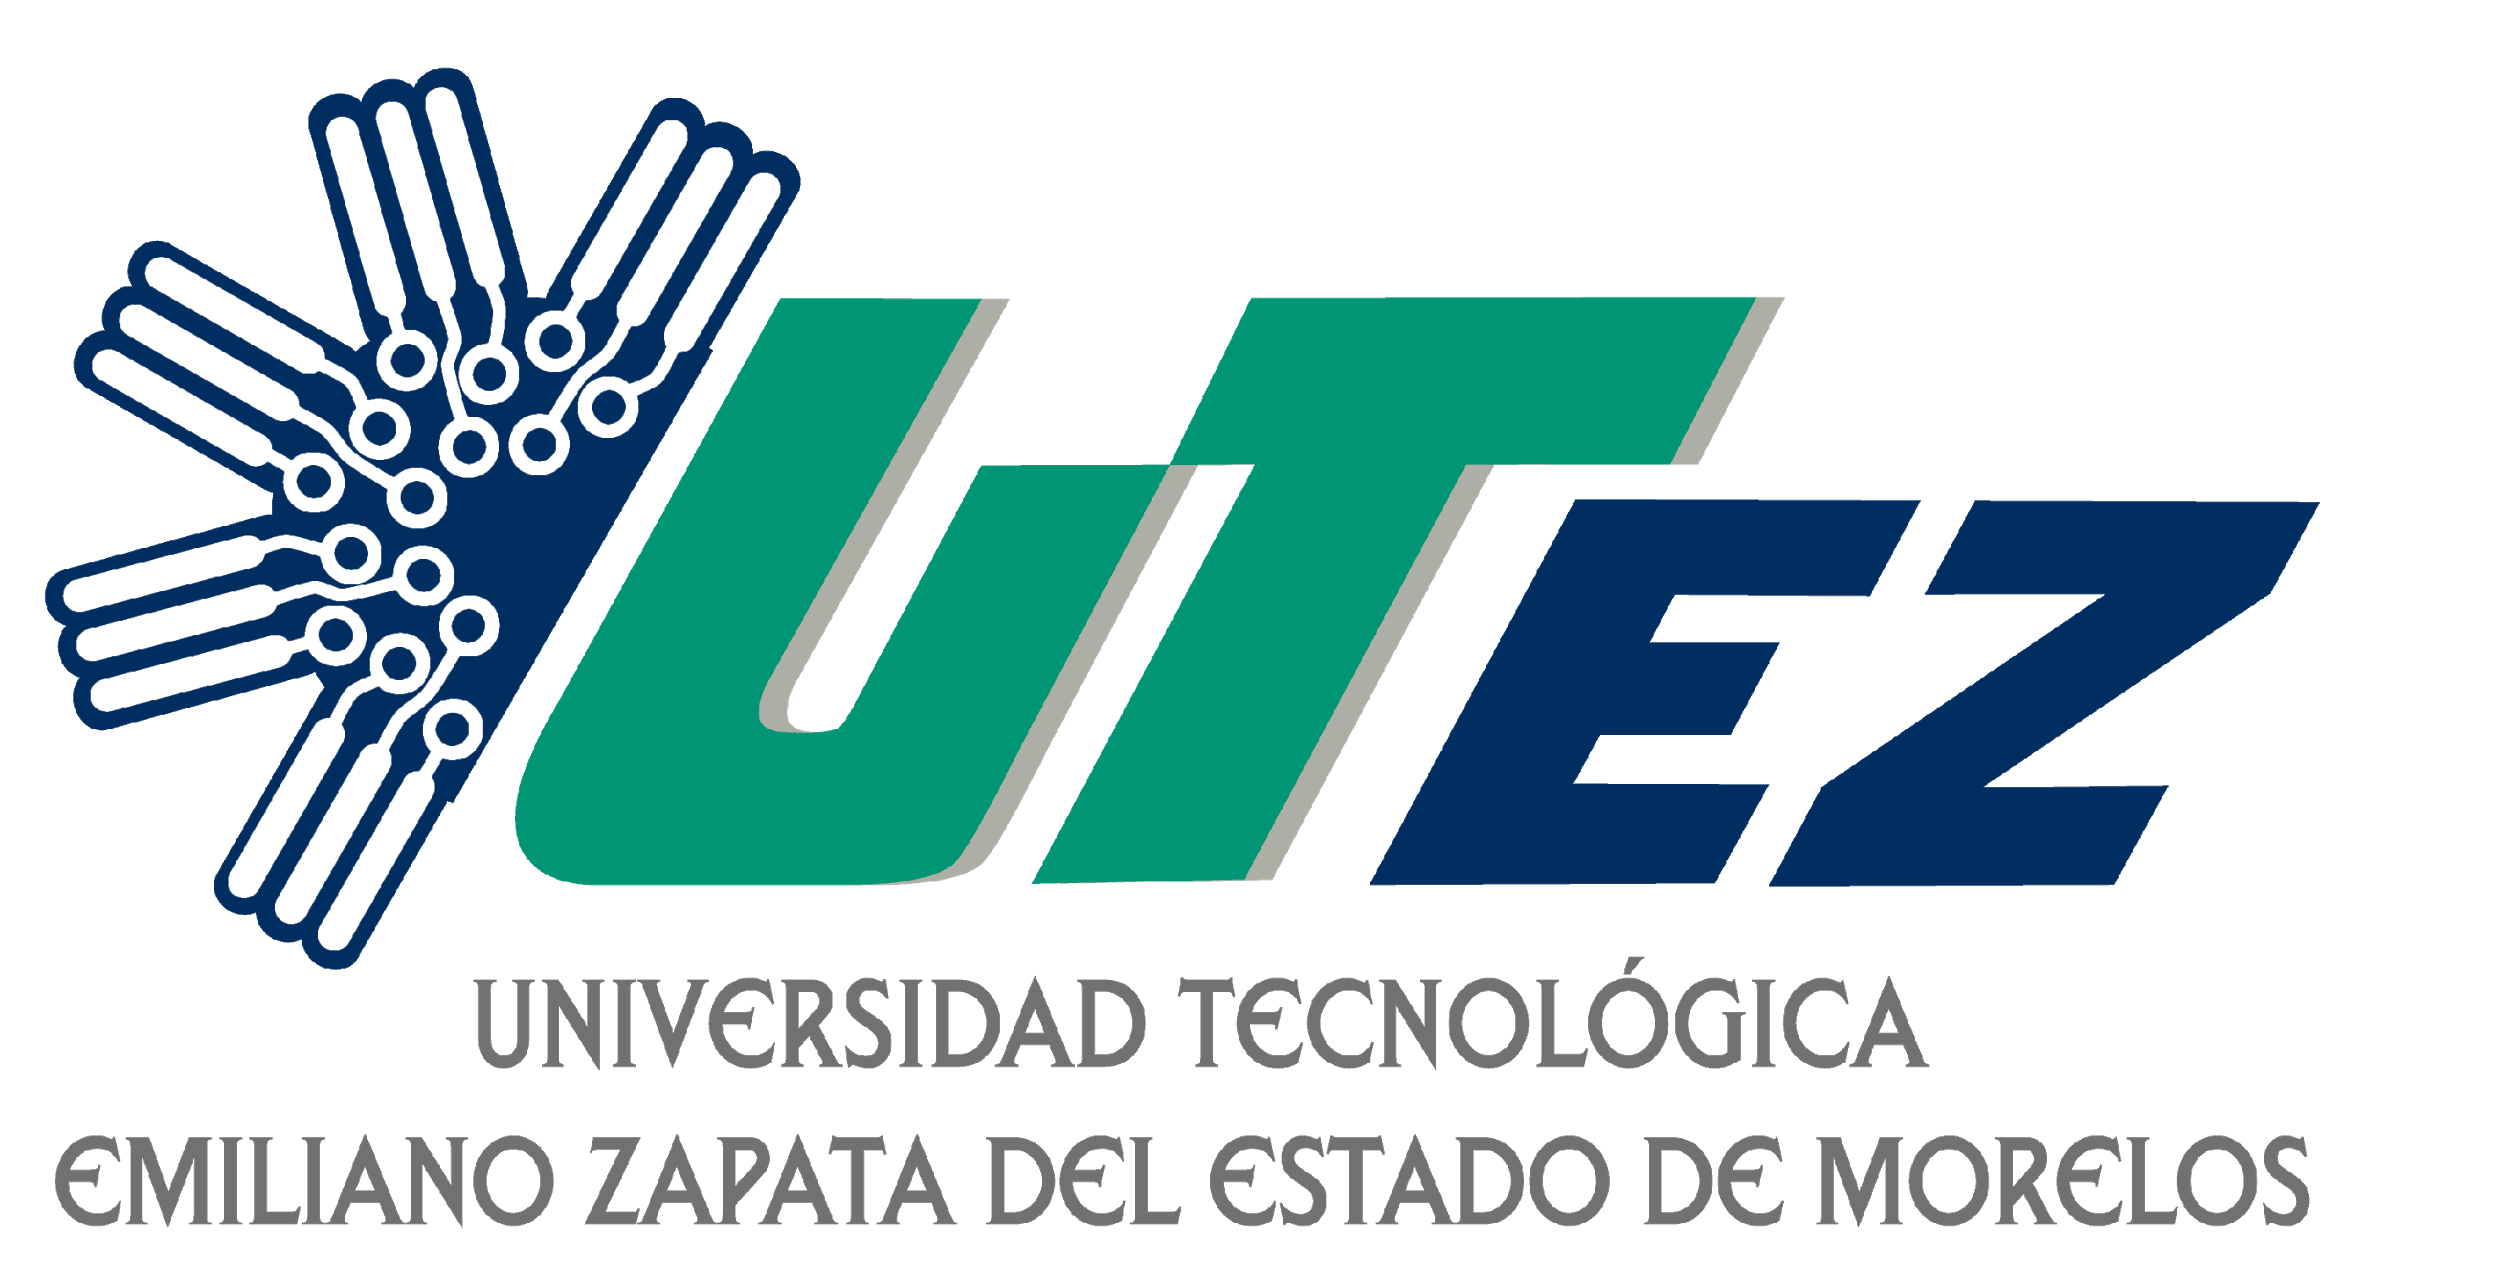 UTEZ
UNIVERSIDAD TECNOLÓGICA
EMILIANO ZAPATA DEL ESTADO DE MORELOS